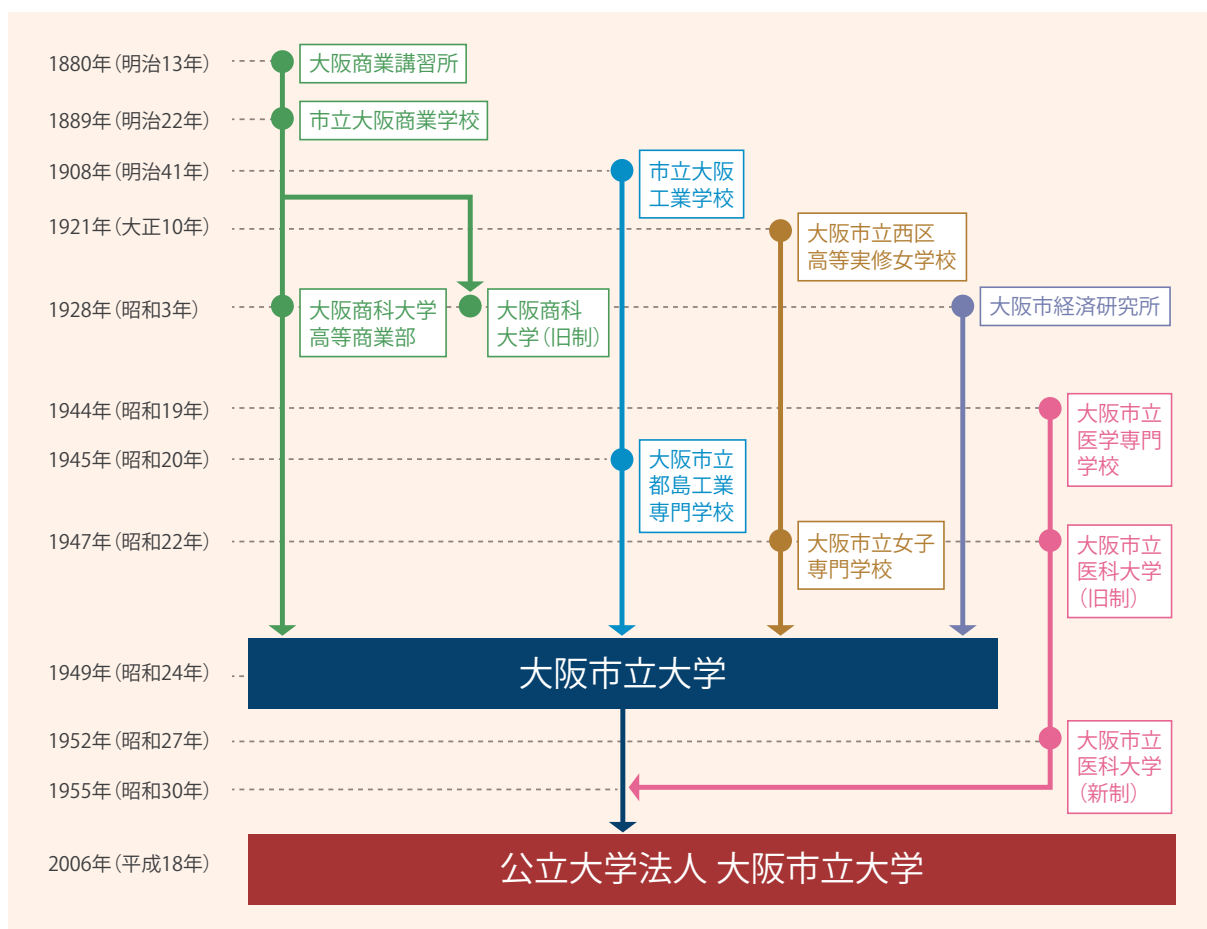 1880年（明治13年）
大阪商業講習所
1889年（明治22年）
市立大阪商業学校
1908年（明治41年）
市立大阪
工業学校
1921年（大正10年）
大阪市立西区
高等実修女学校
1928年（昭和3年）
大阪商科大学
高等商業部
大阪商科
大学（旧制）
大阪市経済研究所
1944年（昭和19年）
大阪市立
医学専門
学校
1945年（昭和20年）
大阪市立
都島工業
専門学校
1947年（昭和22年）
大阪市立女子
専門学校
大阪市立
医科大学
（旧制）
1949年（昭和24年）
大阪市立大学
1952年（昭和27年）
大阪市立
医科大学
（新制）
1955年（昭和30年）
2006年（平成18年）
公立大学法人 大阪市立大学